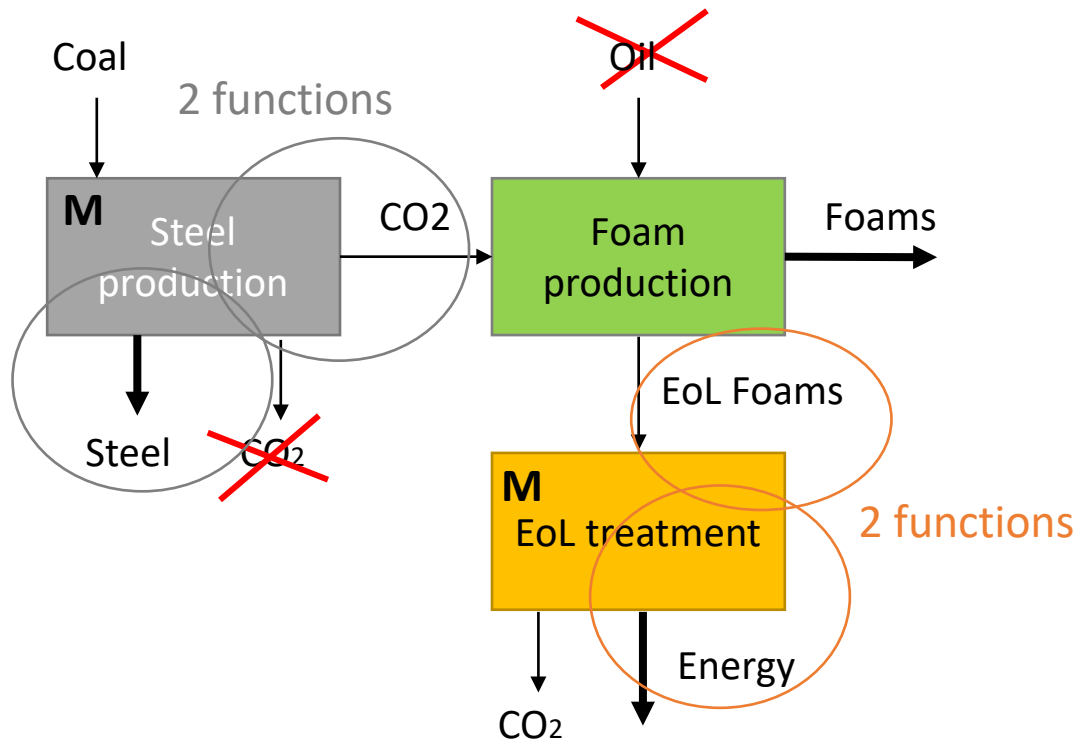 Coal
Oil
2 functions
M
Steel
production
CO2
Foam
production
Foams
Steel
CO2
EoL Foams
M
EoL treatment
2 functions
Energy
CO2